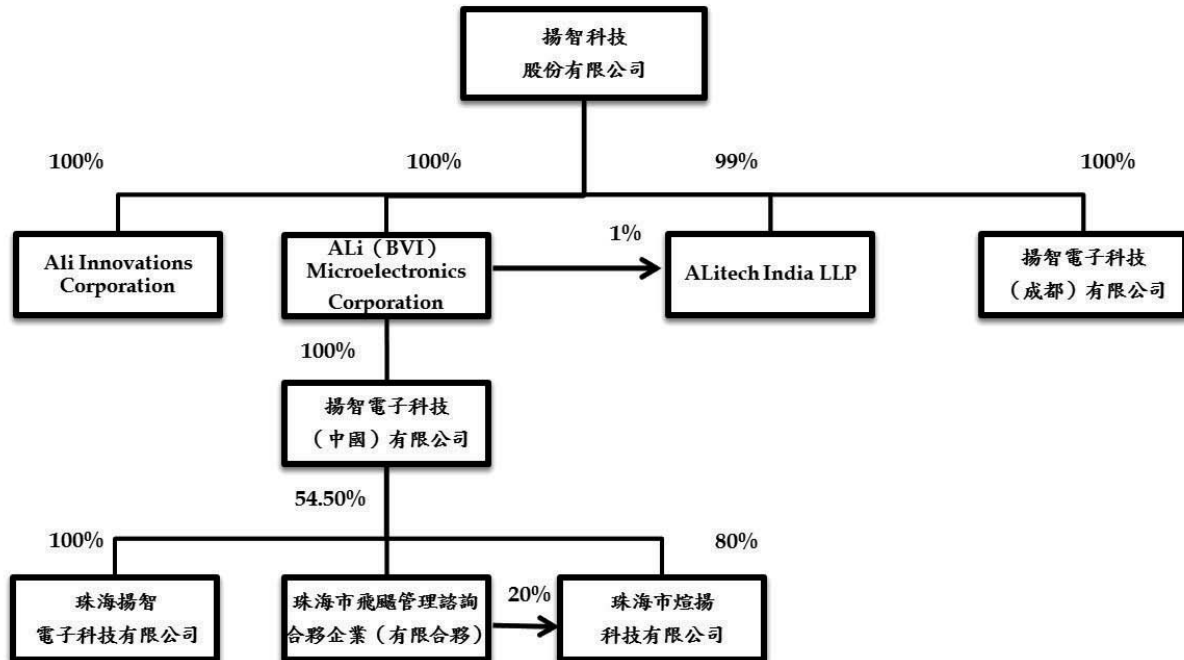 揚智科技
股份有限公司
100%
100%
99%
100%
Ali Innovations
Corporation
ALi（BVI）
Microelectronics
Corporation
1%
ALitech India LLP
揚智電子科技
（成都）有限公司
100%
揚智電子科技
（中國）有限公司
54.50%
100%
80%
珠海揚智
電子科技有限公司
珠海市飛颺管理諮詢
合夥企業（有限合夥）
20%
珠海市煊揚
科技有限公司